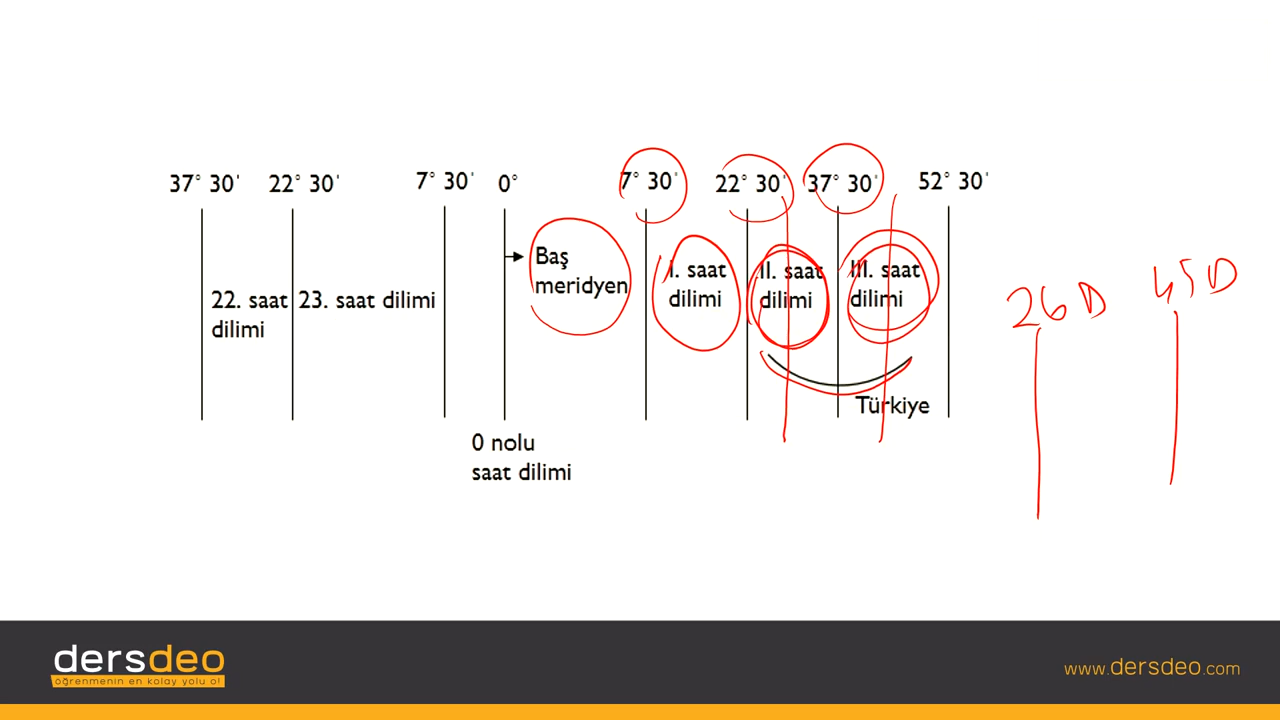 37° 30' 22° 30' 7° 30' 0° 7° 30' 22° 30' 37° 30' 52° 30'
Baş
meridyen
I. saat
dilimi
II. saat
dilimi
III. saat
dilimi
22. saat
dilimi
23. saat dilimi
26 D 45 D
Türkiye
0 nolu
saat dilimi
dersdeo
öğrenmenin en kolay yolu o!
www.dersdeo.com